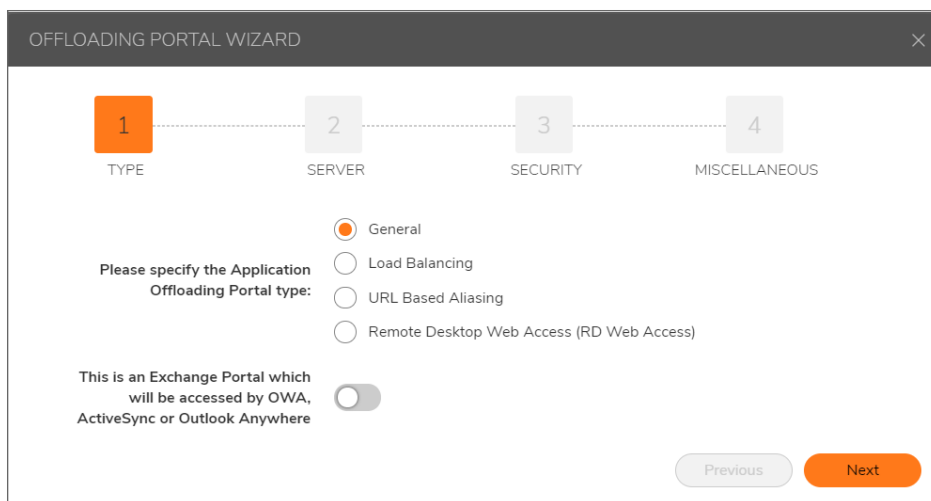 OFFLOADING PORTAL WIZARD
1 2 3 4
TYPE SERVER SECURITY MISCELLANEOUS
Please specify the Application
Offloading Portal type:
General
Load Balancing
URL Based Aliasing
Remote Desktop Web Access (RD Web Access)
This is an Exchange Portal which
will be accessed by OWA,
ActiveSync or Outlook Anywhere
Previous Next